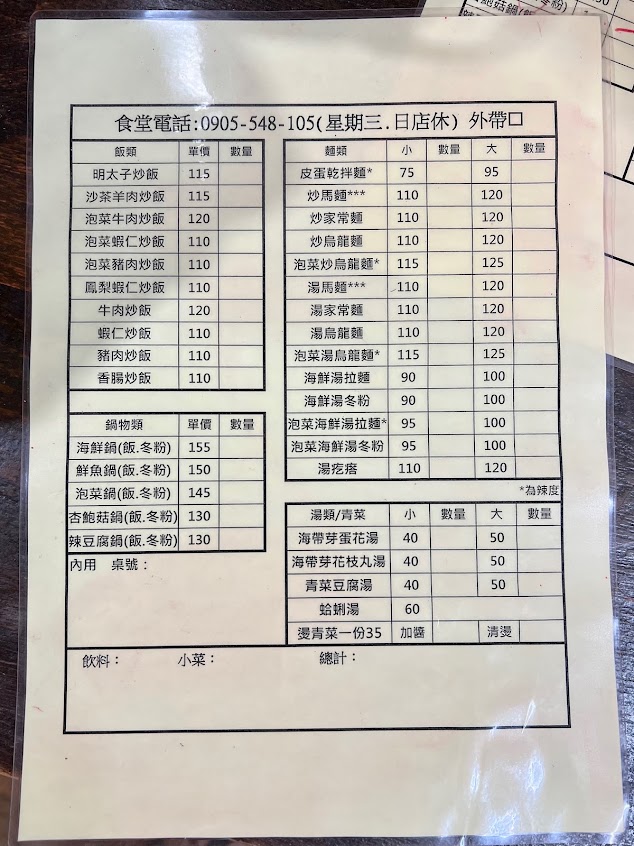 食堂電話:0905-548-105(星期三.日店休) 外帶口
飯類 單價 數量
明太子炒飯 115
沙茶羊肉炒飯 115
泡菜牛肉炒飯 120
泡菜蝦仁炒飯 110
泡菜豬肉炒飯 110
鳳梨蝦仁炒飯 110
牛肉炒飯 120
蝦仁炒飯 110
豬肉炒飯 110
香腸炒飯 110
鍋物類 單價 數量
海鮮鍋(飯.冬粉) 155
鮮魚鍋(飯.冬粉) 150
泡菜鍋(飯.冬粉) 145
杏鮑菇鍋(飯.冬粉) 130
辣豆腐鍋(飯.冬粉) 130
內用 桌號：
麵類 小 數量 大 數量
皮蛋乾拌麵* 75 95
炒馬麵*** 110 120
炒家常麵 110 120
炒烏龍麵 110 120
泡菜炒烏龍麵* 115 125
湯馬麵*** 110 120
湯家常麵 110 120
湯烏龍麵 110 120
泡菜湯烏龍麵* 115 125
海鮮湯拉麵 90 100
海鮮湯冬粉 90 100
泡菜海鮮湯拉麵* 95 100
泡菜海鮮湯冬粉 95 100
湯疙瘩 110 120
*為辣度
湯類/青菜 小 數量 大 數量
海帶芽蛋花湯 40 50
海帶芽花枝丸湯 40 50
青菜豆腐湯 40 50
蛤蜊湯 60
燙青菜一份35 加醬 清燙
飲料： 小菜： 總計：